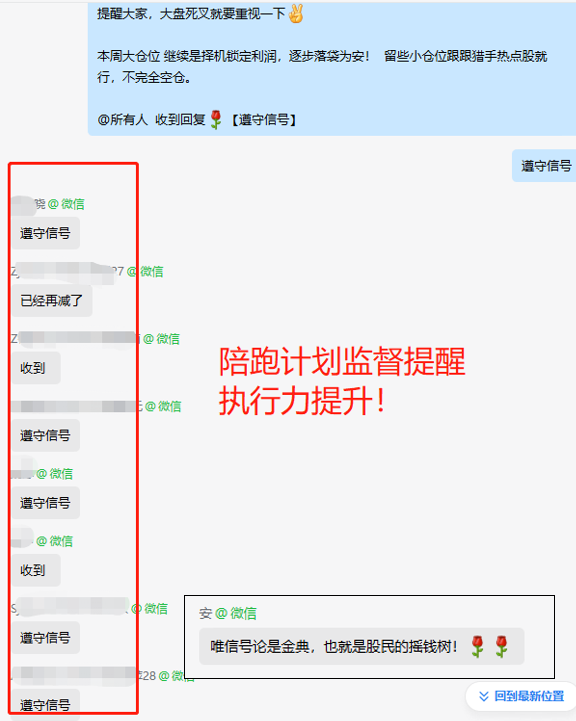 提醒大家，大盘死叉就要重视一下✌
本周大仓位 继续是择机锁定利润，逐步落袋为安！ 留些小仓位跟跟猎手热点股就
行，不完全空仓。
@所有人 收到回复🌹【遵守信号】
遵守信号
晓@微信
遵守信号
27@微信
已经再减了
Z @微信
收到
@微信
遵守信号
@微信
遵守信号
@微信
收到
@微信
遵守信号
28@微信
遵守信号
陪跑计划监督提醒
执行力提升！
安@微信
唯信号论是金典，也就是股民的摇钱树！🌹🌹
回到最新位置